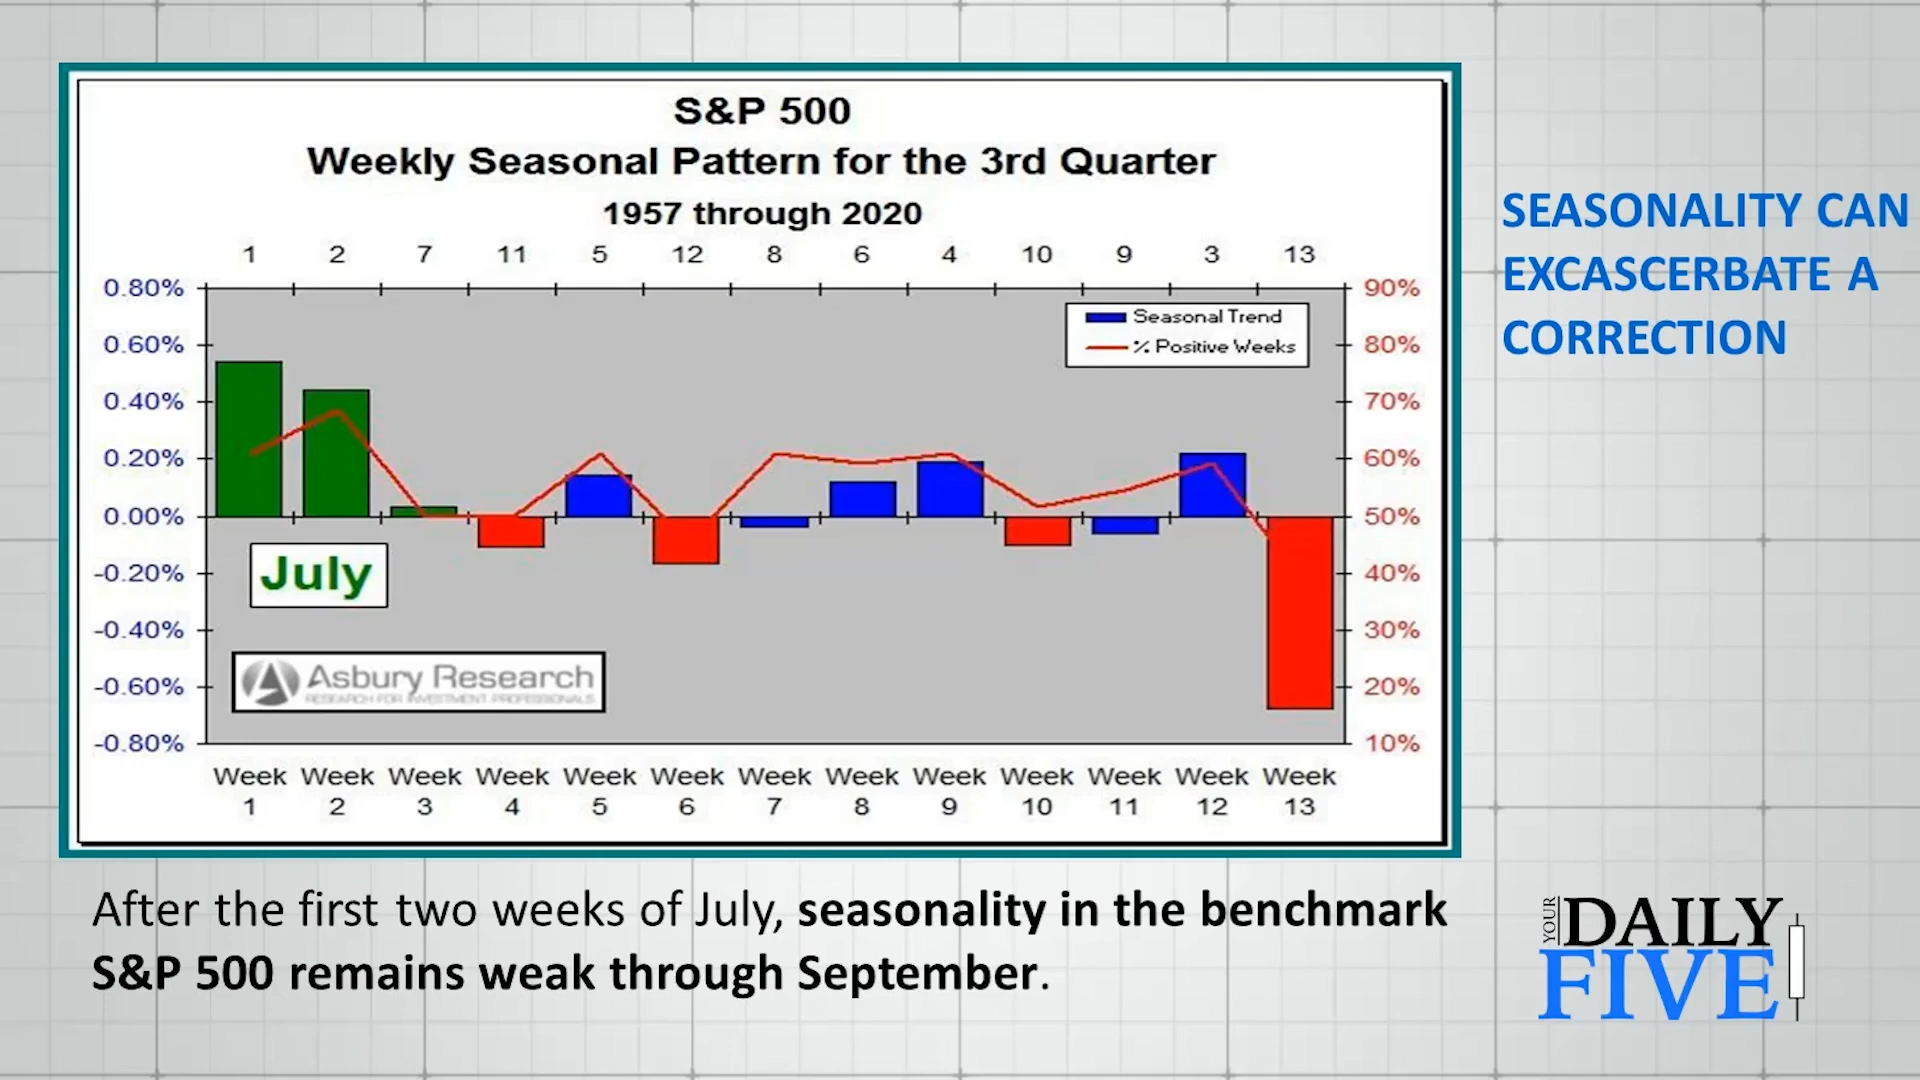 S&P 500
Weekly Seasonal Pattern for the 3rd Quarter
1957 through 2020
1 2 7 11 5 12 8 6 4 10 9 3 13
0.80% 90%
Seasonal Trend
0.60% 80%
% Positive Weeks
0.40% 70%
0.20% 60%
0.00% 50%
July
-0.20% 40%
-0.40% 30%
Asbury Research
RESEARCH FOR INVESTMENT PROFESSIONALS
-0.60% 20%
-0.80% 10%
Week Week Week Week Week Week Week Week Week Week Week Week Week
1 2 3 4 5 6 7 8 9 10 11 12 13
SEASONALITY CAN
EXCASCERBATE A
CORRECTION
After the first two weeks of July, seasonality in the benchmark
S&P 500 remains weak through September.
YOUR DAILY
FIVE